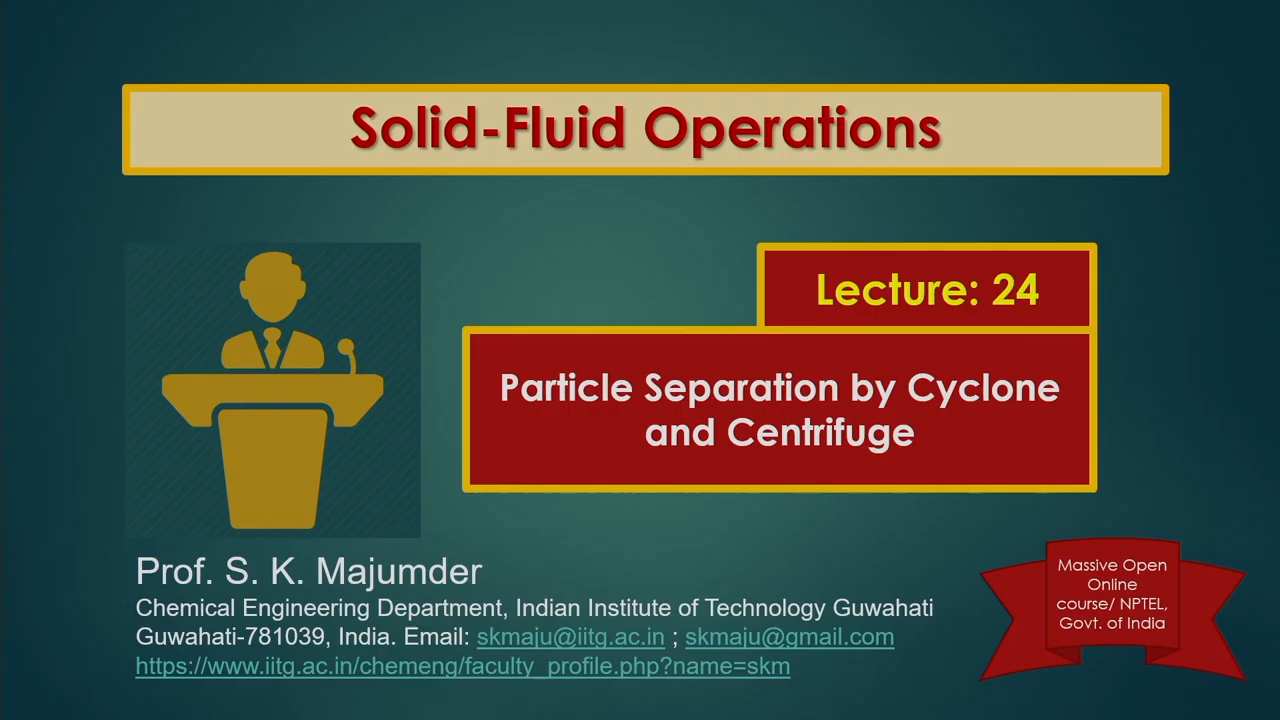 Solid-Fluid Operations
Lecture: 24
Particle Separation by Cyclone
and Centrifuge
Prof. S. K. Majumder
Chemical Engineering Department, Indian Institute of Technology Guwahati
Guwahati-781039, India. Email: skmaju@iitg.ac.in ; skmaju@gmail.com
https://www.iitg.ac.in/chemeng/faculty_profile.php?name=skm
Massive Open
Online
course/ NPTEL,
Govt. of India